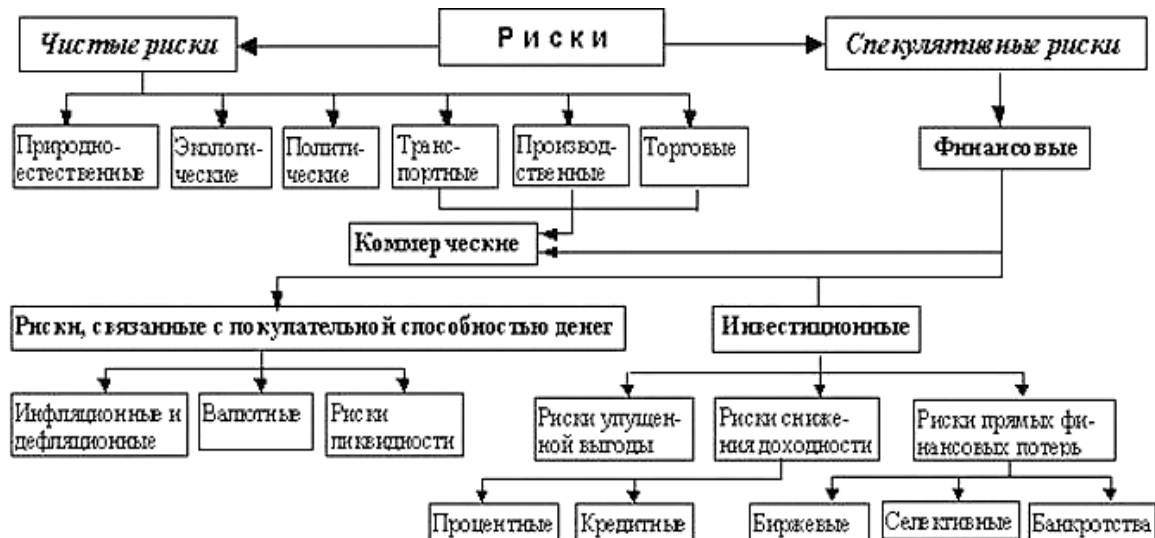 Чистые риски
Риски
Спекулятивные риски
Природно-
естественные
Экологи-
ческие
Полити-
ческие
Транс-
портные
Производ-
ственные
Торговые
Финансовые
Коммерческие
Риски, связанные с покупательной способностью денег
Инвестиционные
Инфляционные и
дефляционные
Валютные
Риски
ликвидности
Риски упущен-
ной выгоды
Риски сниже-
ния доходности
Риски прямых фи-
нансовых потерь
Процентные
Кредитные
Биржевые
Селективные
Банкротства